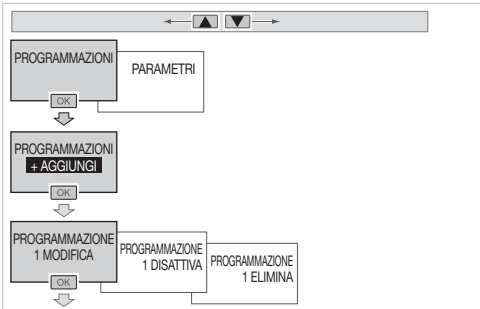 PROGRAMMAZIONI
PARAMETRI
OK
PROGRAMMAZIONI
+ AGGIUNGI
OK
PROGRAMMAZIONE
1 MODIFICA
OK
PROGRAMMAZIONE
1 DISATTIVA
PROGRAMMAZIONE
1 ELIMINA